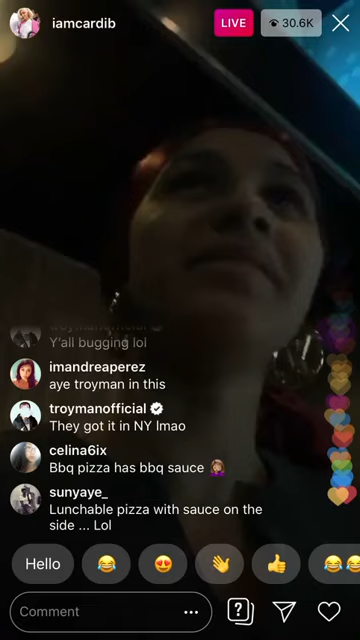 iamcardib
LIVE
30.6K
Y'all bugging lol
imandreaperez
aye troyman in this
troymanofficial
They got it in NY lmao
celina6ix
Bbq pizza has bbq sauce 🤦🏽‍♀️
sunyaye_
Lunchable pizza with sauce on the
side ... Lol
Hello
😂
😍
👋
👍
😂😂
Comment